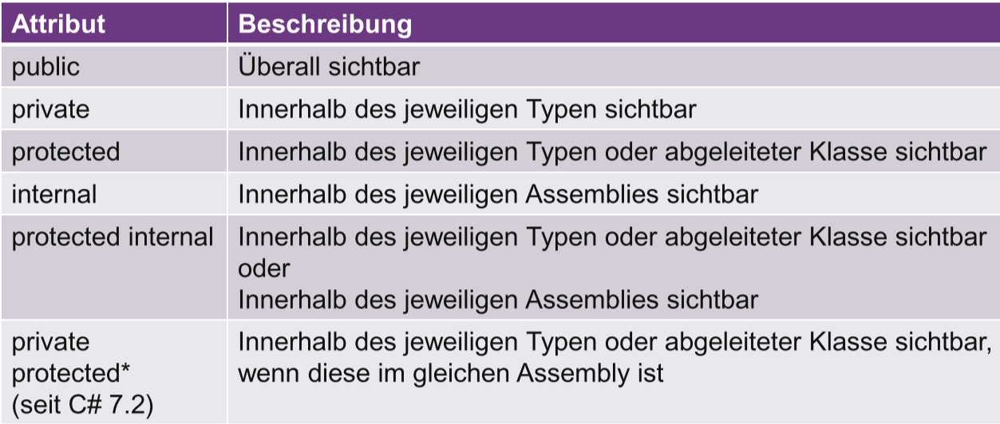 Attribut Beschreibung
public Überall sichtbar
private Innerhalb des jeweiligen Typen sichtbar
protected Innerhalb des jeweiligen Typen oder abgeleiteter Klasse sichtbar
internal Innerhalb des jeweiligen Assemblies sichtbar
protected internal Innerhalb des jeweiligen Typen oder abgeleiteter Klasse sichtbar
oder
Innerhalb des jeweiligen Assemblies sichtbar
private Innerhalb des jeweiligen Typen oder abgeleiteter Klasse sichtbar,
protected* wenn diese im gleichen Assembly ist
(seit C# 7.2)